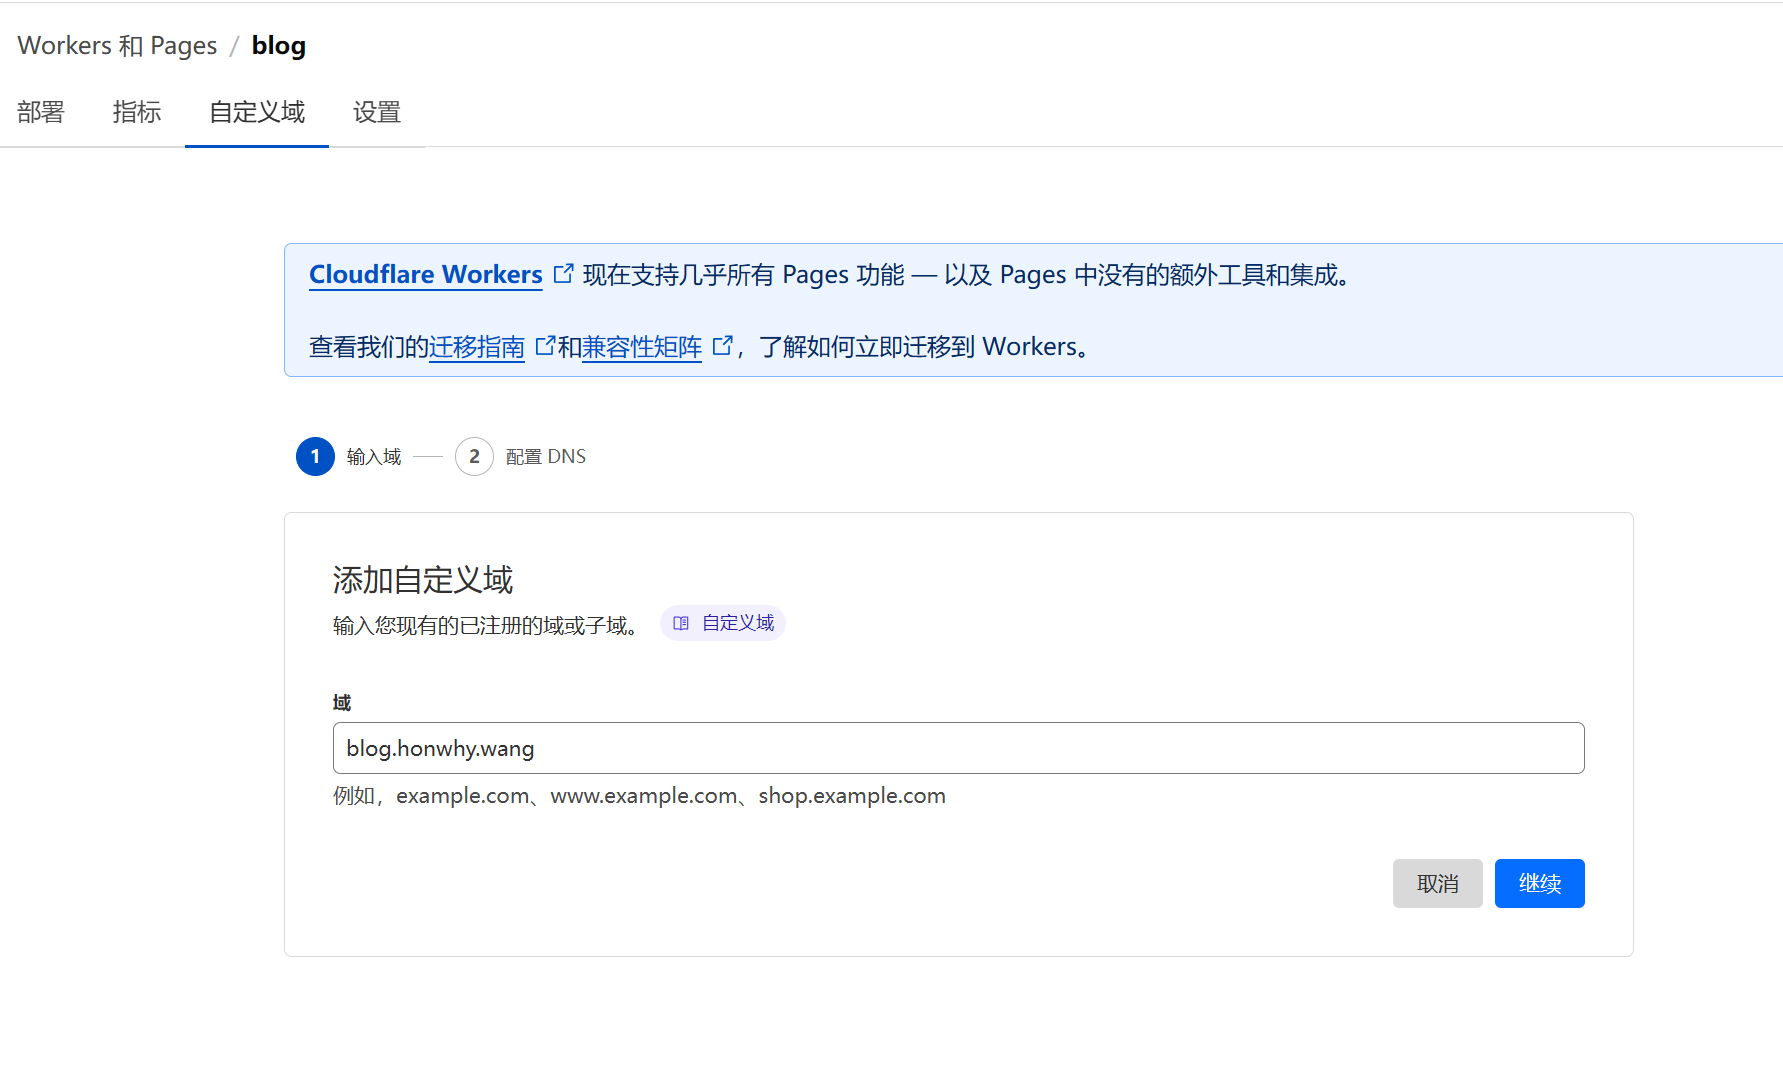 Workers 和 Pages / blog
部署 指标 自定义域 设置
Cloudflare Workers 现在支持几乎所有 Pages 功能 — 以及 Pages 中没有的额外工具和集成。
查看我们的迁移指南和兼容性矩阵，了解如何立即迁移到 Workers。
1 输入域 2 配置 DNS
添加自定义域
输入您现有的已注册的域或子域。 自定义域
域
blog.honwhy.wang
例如，example.com、www.example.com、shop.example.com
取消 继续